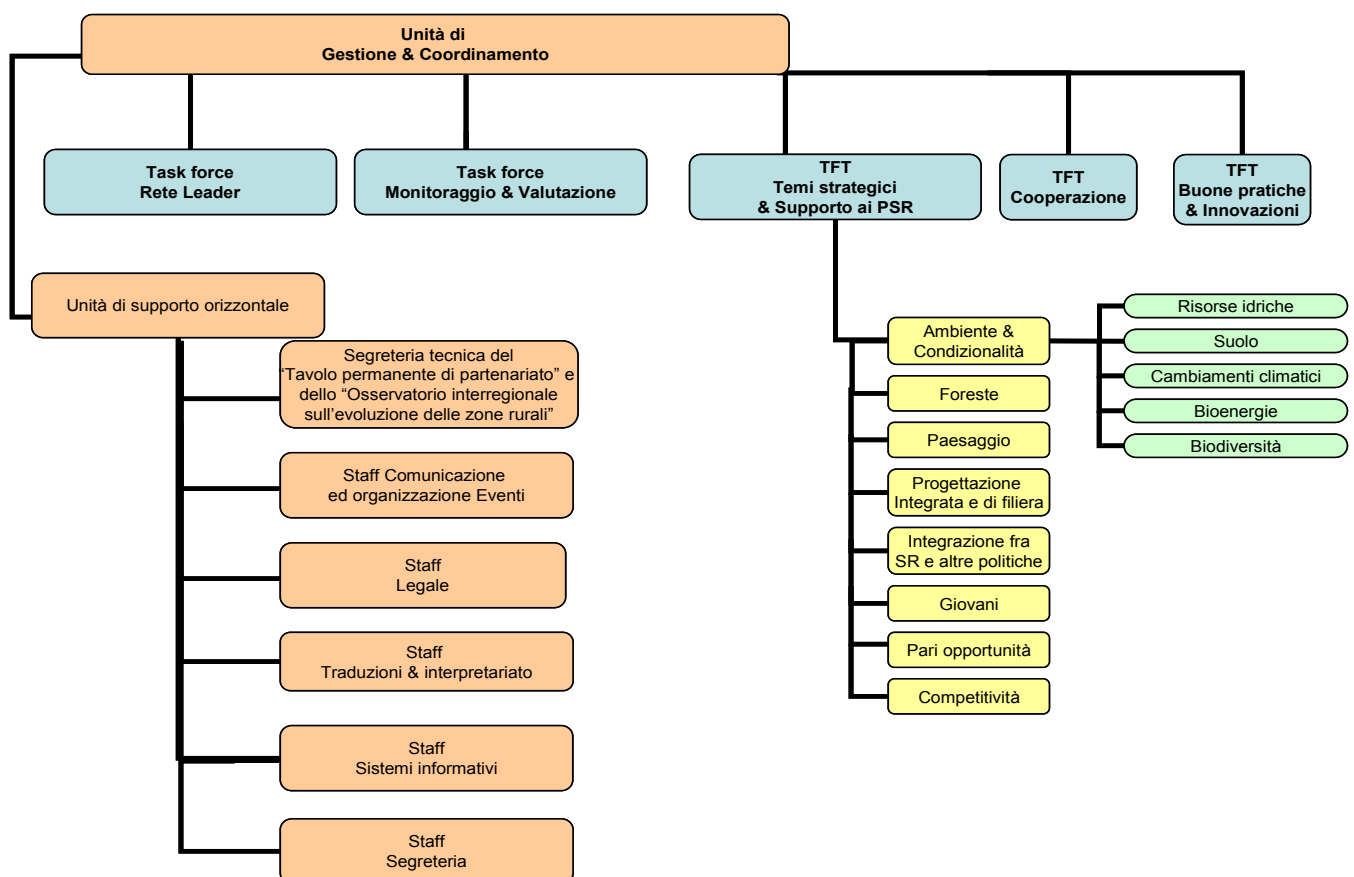 Unità di
Gestione & Coordinamento
Task force
Rete Leader
Task force
Monitoraggio & Valutazione
TFT
Temi strategici
& Supporto ai PSR
TFT
Cooperazione
TFT
Buone pratiche
& Innovazioni
Unità di supporto orizzontale
Segreteria tecnica del
“Tavolo permanente di partenariato” e
dello “Osservatorio interregionale
sull’evoluzione delle zone rurali”
Staff Comunicazione
ed organizzazione Eventi
Staff
Legale
Staff
Traduzioni & interpretariato
Staff
Sistemi informativi
Staff
Segreteria
Ambiente &
Condizionalità
Foreste
Paesaggio
Progettazione
Integrata e di filiera
Integrazione fra
SR e altre politiche
Giovani
Pari opportunità
Competitività
Risorse idriche
Suolo
Cambiamenti climatici
Bioenergie
Biodiversità